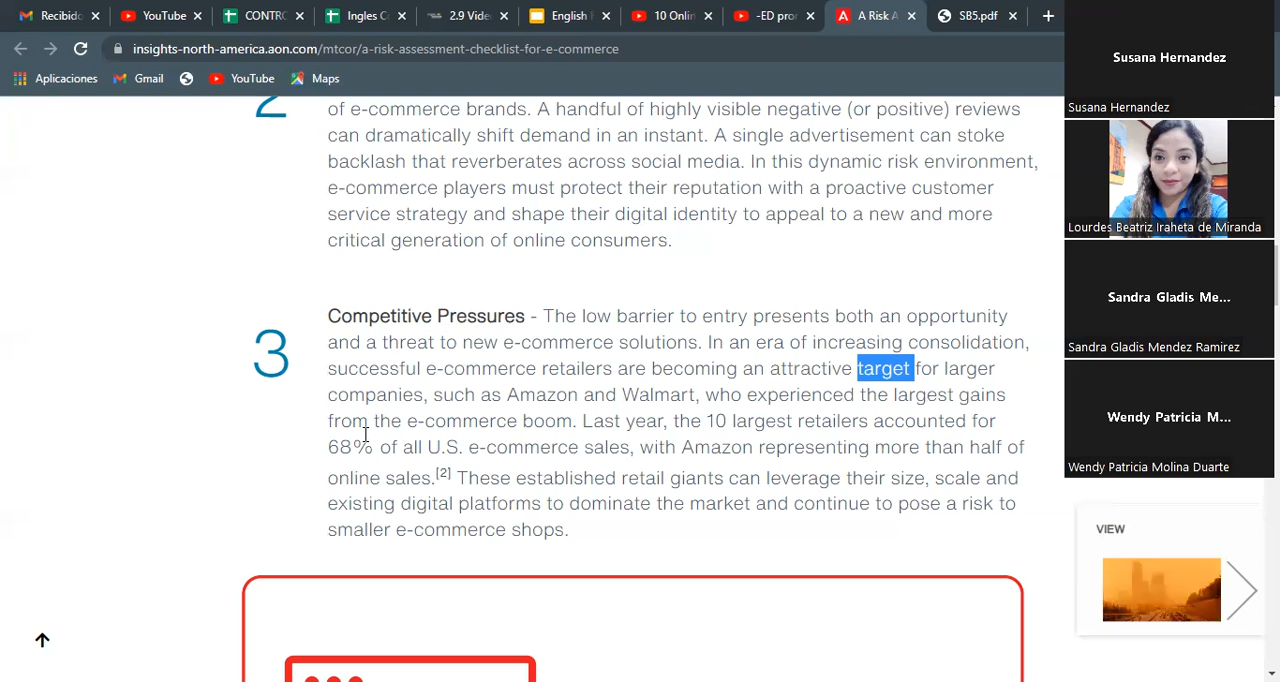 Recibido
YouTube
CONTRO
Ingles C
2.9 Vide
English
10 Onlin
-ED pro
A Risk A
SB5.pdf
insights-north-america.aon.com/mtcor/a-risk-assessment-checklist-for-e-commerce
Aplicaciones
Gmail
YouTube
Maps
2
of e-commerce brands. A handful of highly visible negative (or positive) reviews
can dramatically shift demand in an instant. A single advertisement can stoke
backlash that reverberates across social media. In this dynamic risk environment,
e-commerce players must protect their reputation with a proactive customer
service strategy and shape their digital identity to appeal to a new and more
critical generation of online consumers.
3
Competitive Pressures - The low barrier to entry presents both an opportunity
and a threat to new e-commerce solutions. In an era of increasing consolidation,
successful e-commerce retailers are becoming an attractive target for larger
companies, such as Amazon and Walmart, who experienced the largest gains
from the e-commerce boom. Last year, the 10 largest retailers accounted for
68% of all U.S. e-commerce sales, with Amazon representing more than half of
online sales.[2] These established retail giants can leverage their size, scale and
existing digital platforms to dominate the market and continue to pose a risk to
smaller e-commerce shops.
VIEW
Susana Hernandez
Susana Hernandez
Lourdes Beatriz Iraheta de Miranda
Sandra Gladis Me...
Sandra Gladis Mendez Ramirez
Wendy Patricia M...
Wendy Patricia Molina Duarte